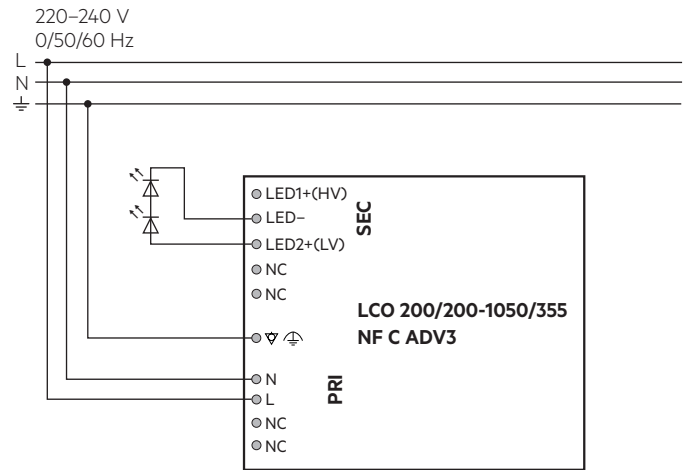 220–240 V
0/50/60 Hz
L
N
LED1+(HV)
LED–
SEC
LED2+(LV)
NC
NC
LCO 200/200-1050/355
NF C ADV3
N
PRI
L
NC
NC